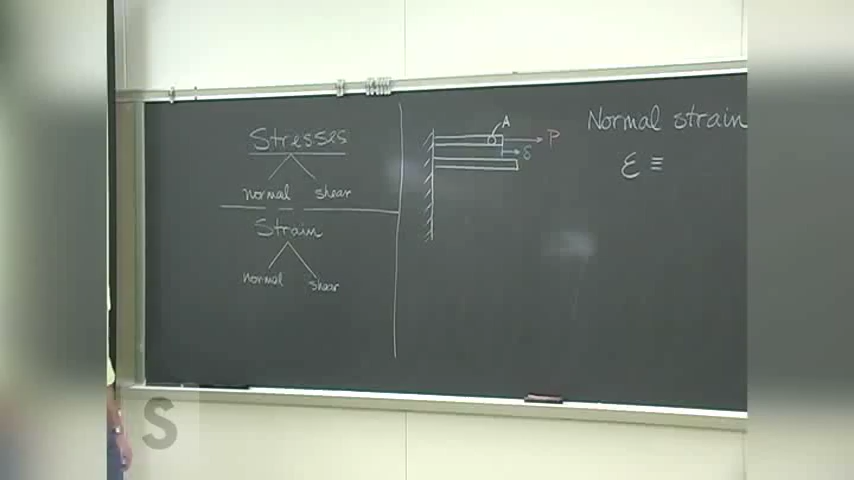 Stresses
normal shear
Strain
normal shear
A
P
δ
Normal strain
ε ≡
S